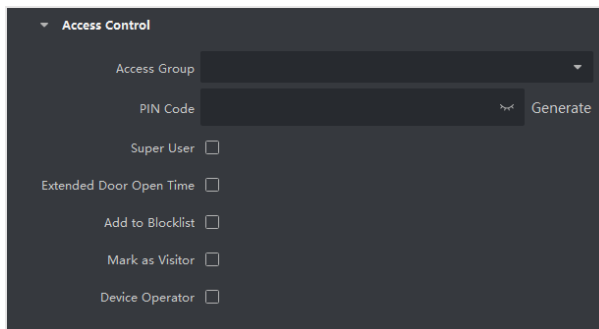 Access Control
Access Group
PIN Code Generate
Super User
Extended Door Open Time
Add to Blocklist
Mark as Visitor
Device Operator